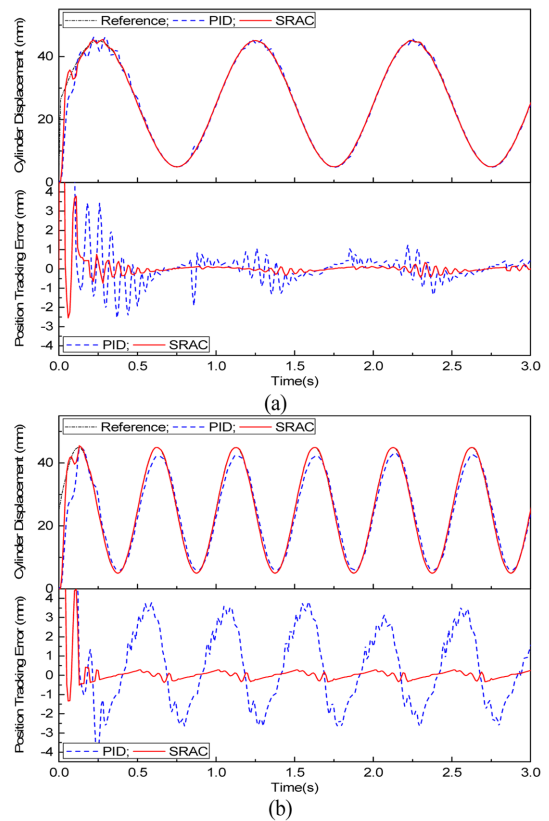 (a)
Reference; PID; SRAC
Cylinder Displacement (mm)
40
20
0
Position Tracking Error (mm)
4
3
2
1
0
-1
-2
-3
-4
PID; SRAC
0.0 0.5 1.0 1.5 2.0 2.5 3.0
Time(s)
(b)
Reference; PID; SRAC
Cylinder Displacement (mm)
40
20
0
Position Tracking Error (mm)
4
3
2
1
0
-1
-2
-3
-4
PID; SRAC
0.0 0.5 1.0 1.5 2.0 2.5 3.0
Time(s)